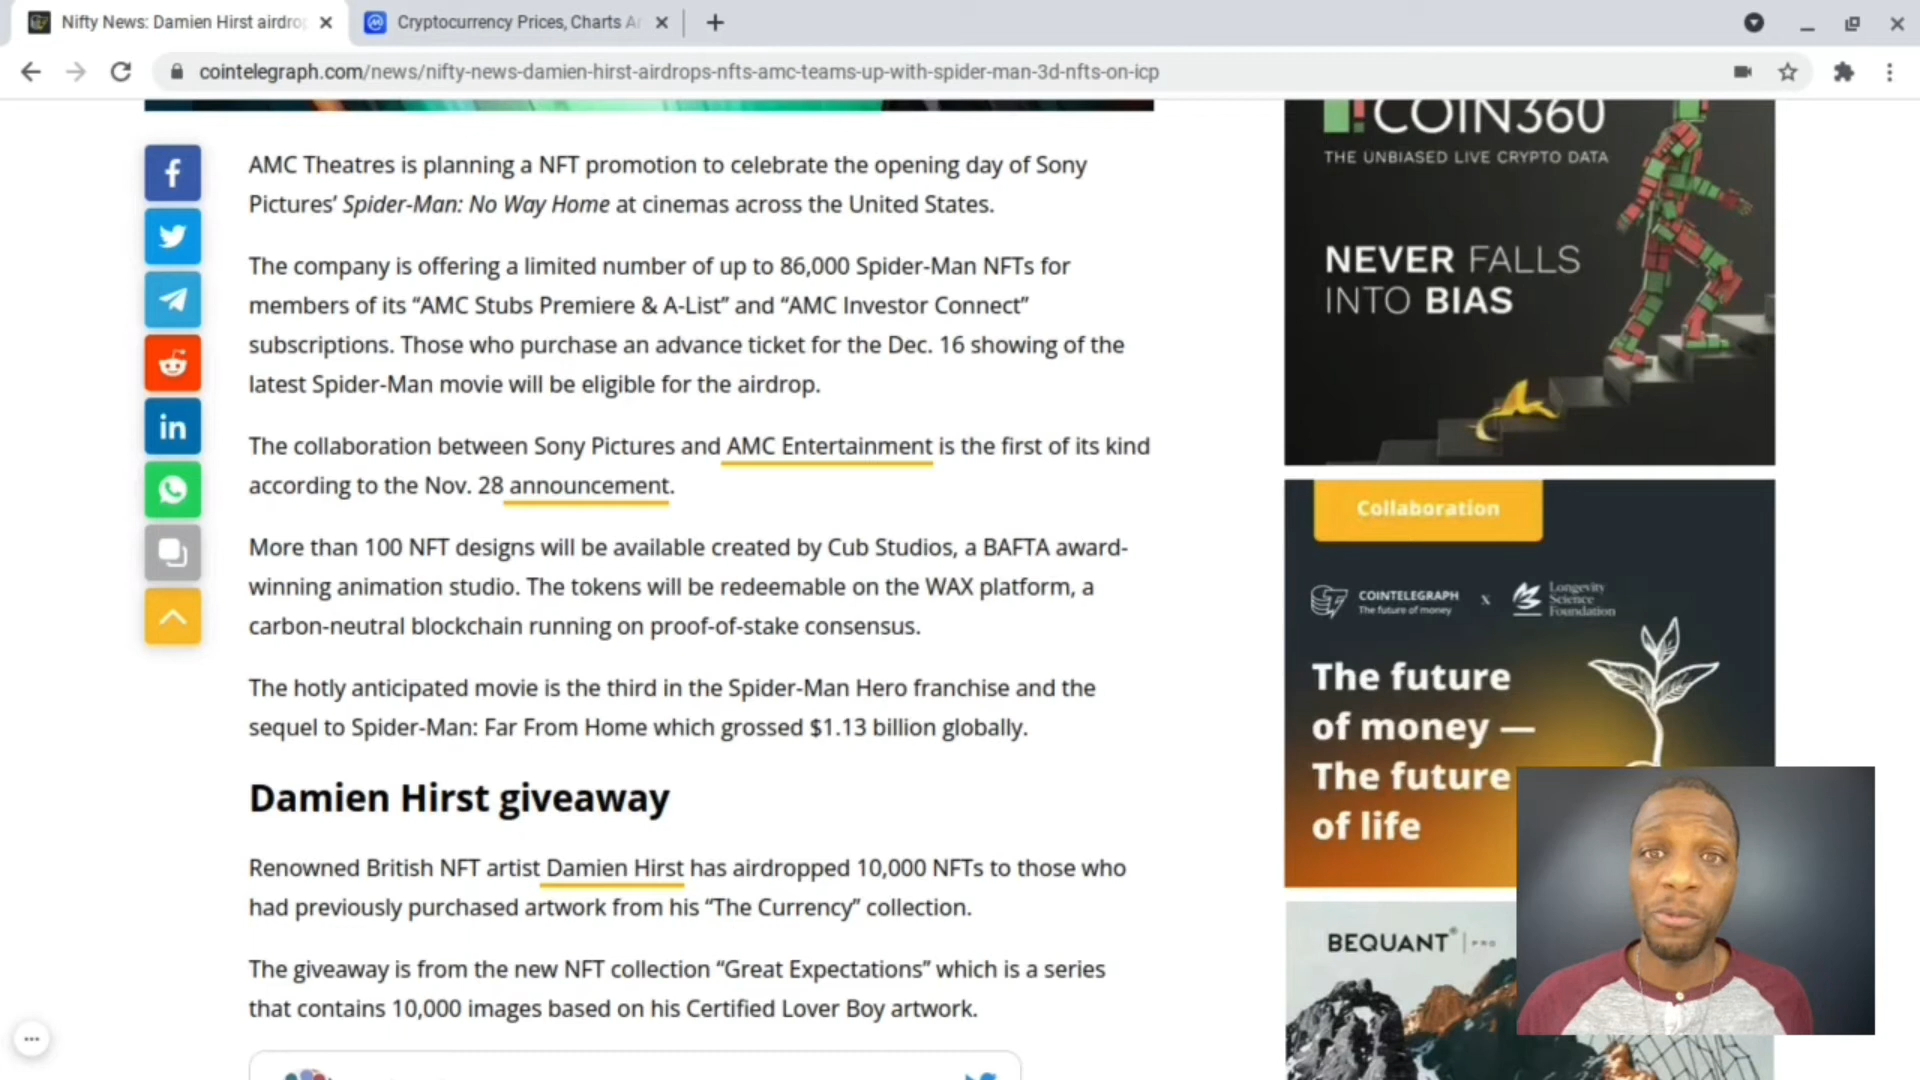 Nifty News: Damien Hirst airdro
Cryptocurrency Prices, Charts A
cointelegraph.com/news/nifty-news-damien-hirst-airdrops-nfts-amc-teams-up-with-spider-man-3d-nfts-on-icp
AMC Theatres is planning a NFT promotion to celebrate the opening day of Sony
Pictures’ Spider-Man: No Way Home at cinemas across the United States.
The company is offering a limited number of up to 86,000 Spider-Man NFTs for
members of its “AMC Stubs Premiere & A-List” and “AMC Investor Connect”
subscriptions. Those who purchase an advance ticket for the Dec. 16 showing of the
latest Spider-Man movie will be eligible for the airdrop.
The collaboration between Sony Pictures and AMC Entertainment is the first of its kind
according to the Nov. 28 announcement.
More than 100 NFT designs will be available created by Cub Studios, a BAFTA award-
winning animation studio. The tokens will be redeemable on the WAX platform, a
carbon-neutral blockchain running on proof-of-stake consensus.
The hotly anticipated movie is the third in the Spider-Man Hero franchise and the
sequel to Spider-Man: Far From Home which grossed $1.13 billion globally.
Damien Hirst giveaway
Renowned British NFT artist Damien Hirst has airdropped 10,000 NFTs to those who
had previously purchased artwork from his “The Currency” collection.
The giveaway is from the new NFT collection “Great Expectations” which is a series
that contains 10,000 images based on his Certified Lover Boy artwork.
COIN360
THE UNBIASED LIVE CRYPTO DATA
NEVER FALLS
INTO BIAS
Collaboration
COINTELEGRAPH
The future of money
x
Longevity
Science
Foundation
The future
of money —
The future
of life
BEQUANT PRO